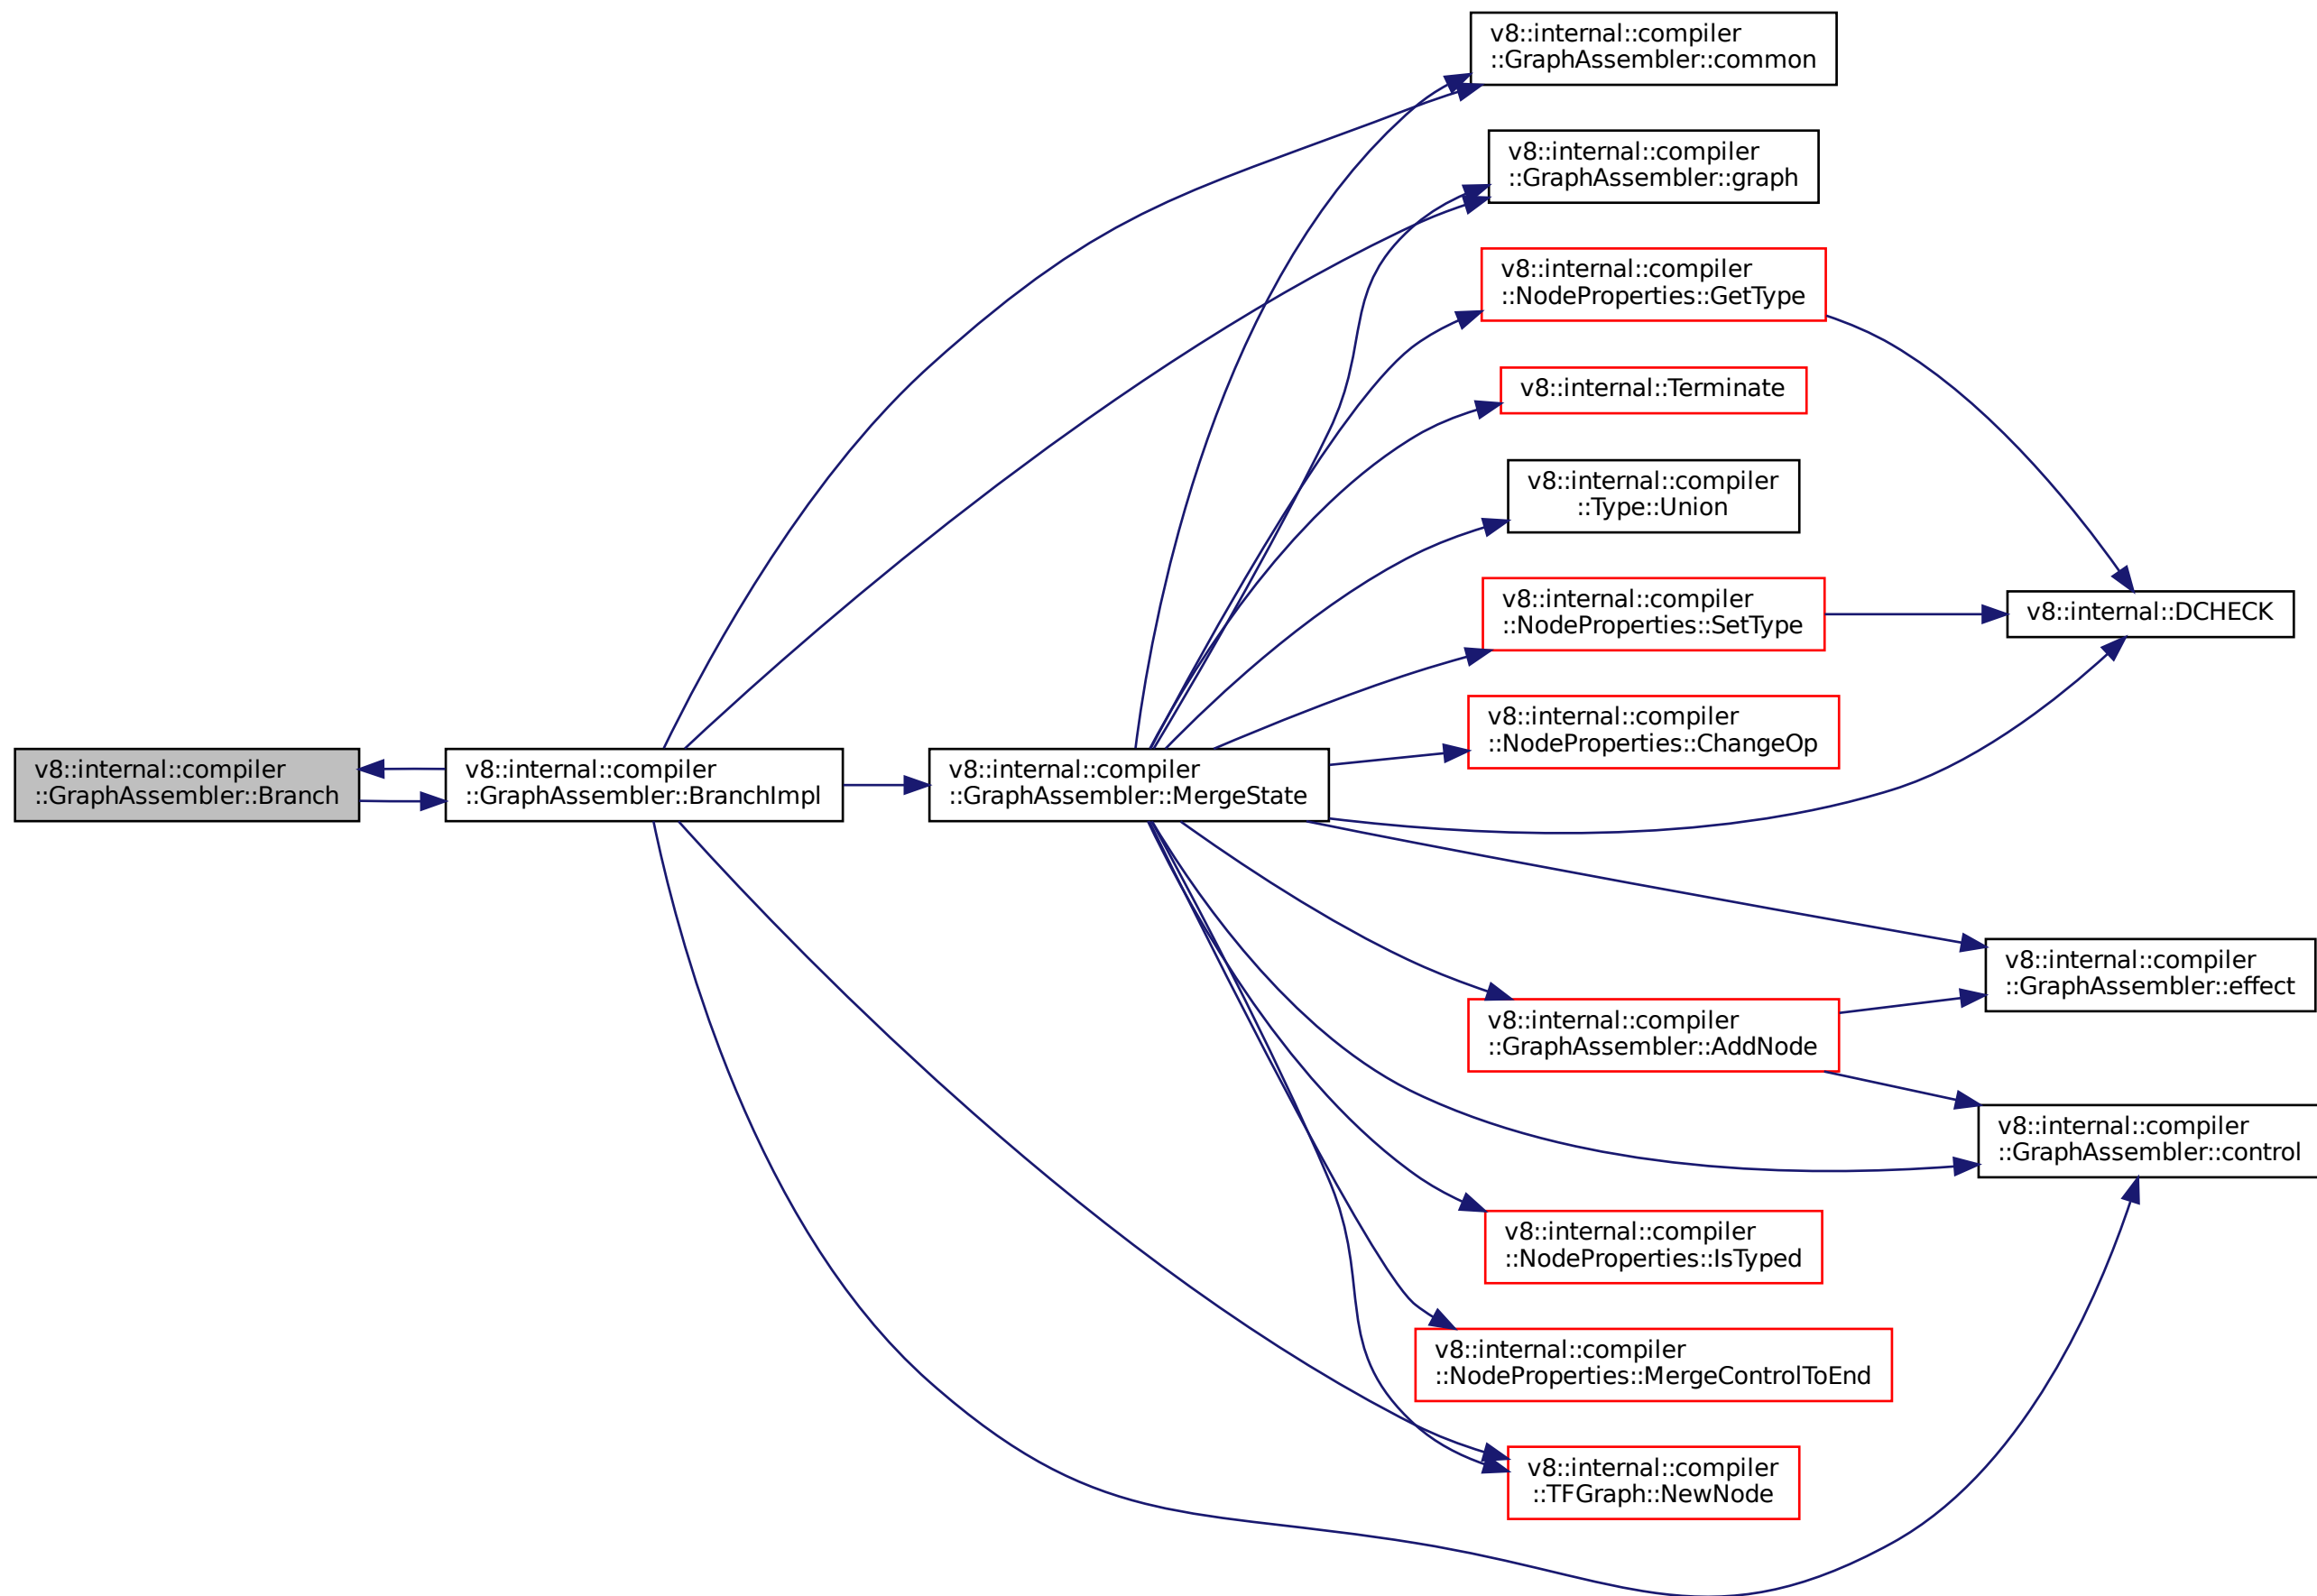 v8::internal::compiler
::GraphAssembler::common
v8::internal::compiler
::GraphAssembler::graph
v8::internal::compiler
::NodeProperties::GetType
v8::internal::Terminate
v8::internal::compiler
::Type::Union
v8::internal::compiler
::NodeProperties::SetType
v8::internal::DCHECK
v8::internal::compiler
::NodeProperties::ChangeOp
v8::internal::compiler
::GraphAssembler::Branch
v8::internal::compiler
::GraphAssembler::BranchImpl
v8::internal::compiler
::GraphAssembler::MergeState
v8::internal::compiler
::GraphAssembler::effect
v8::internal::compiler
::GraphAssembler::AddNode
v8::internal::compiler
::GraphAssembler::control
v8::internal::compiler
::NodeProperties::IsTyped
v8::internal::compiler
::NodeProperties::MergeControlToEnd
v8::internal::compiler
::TFGraph::NewNode